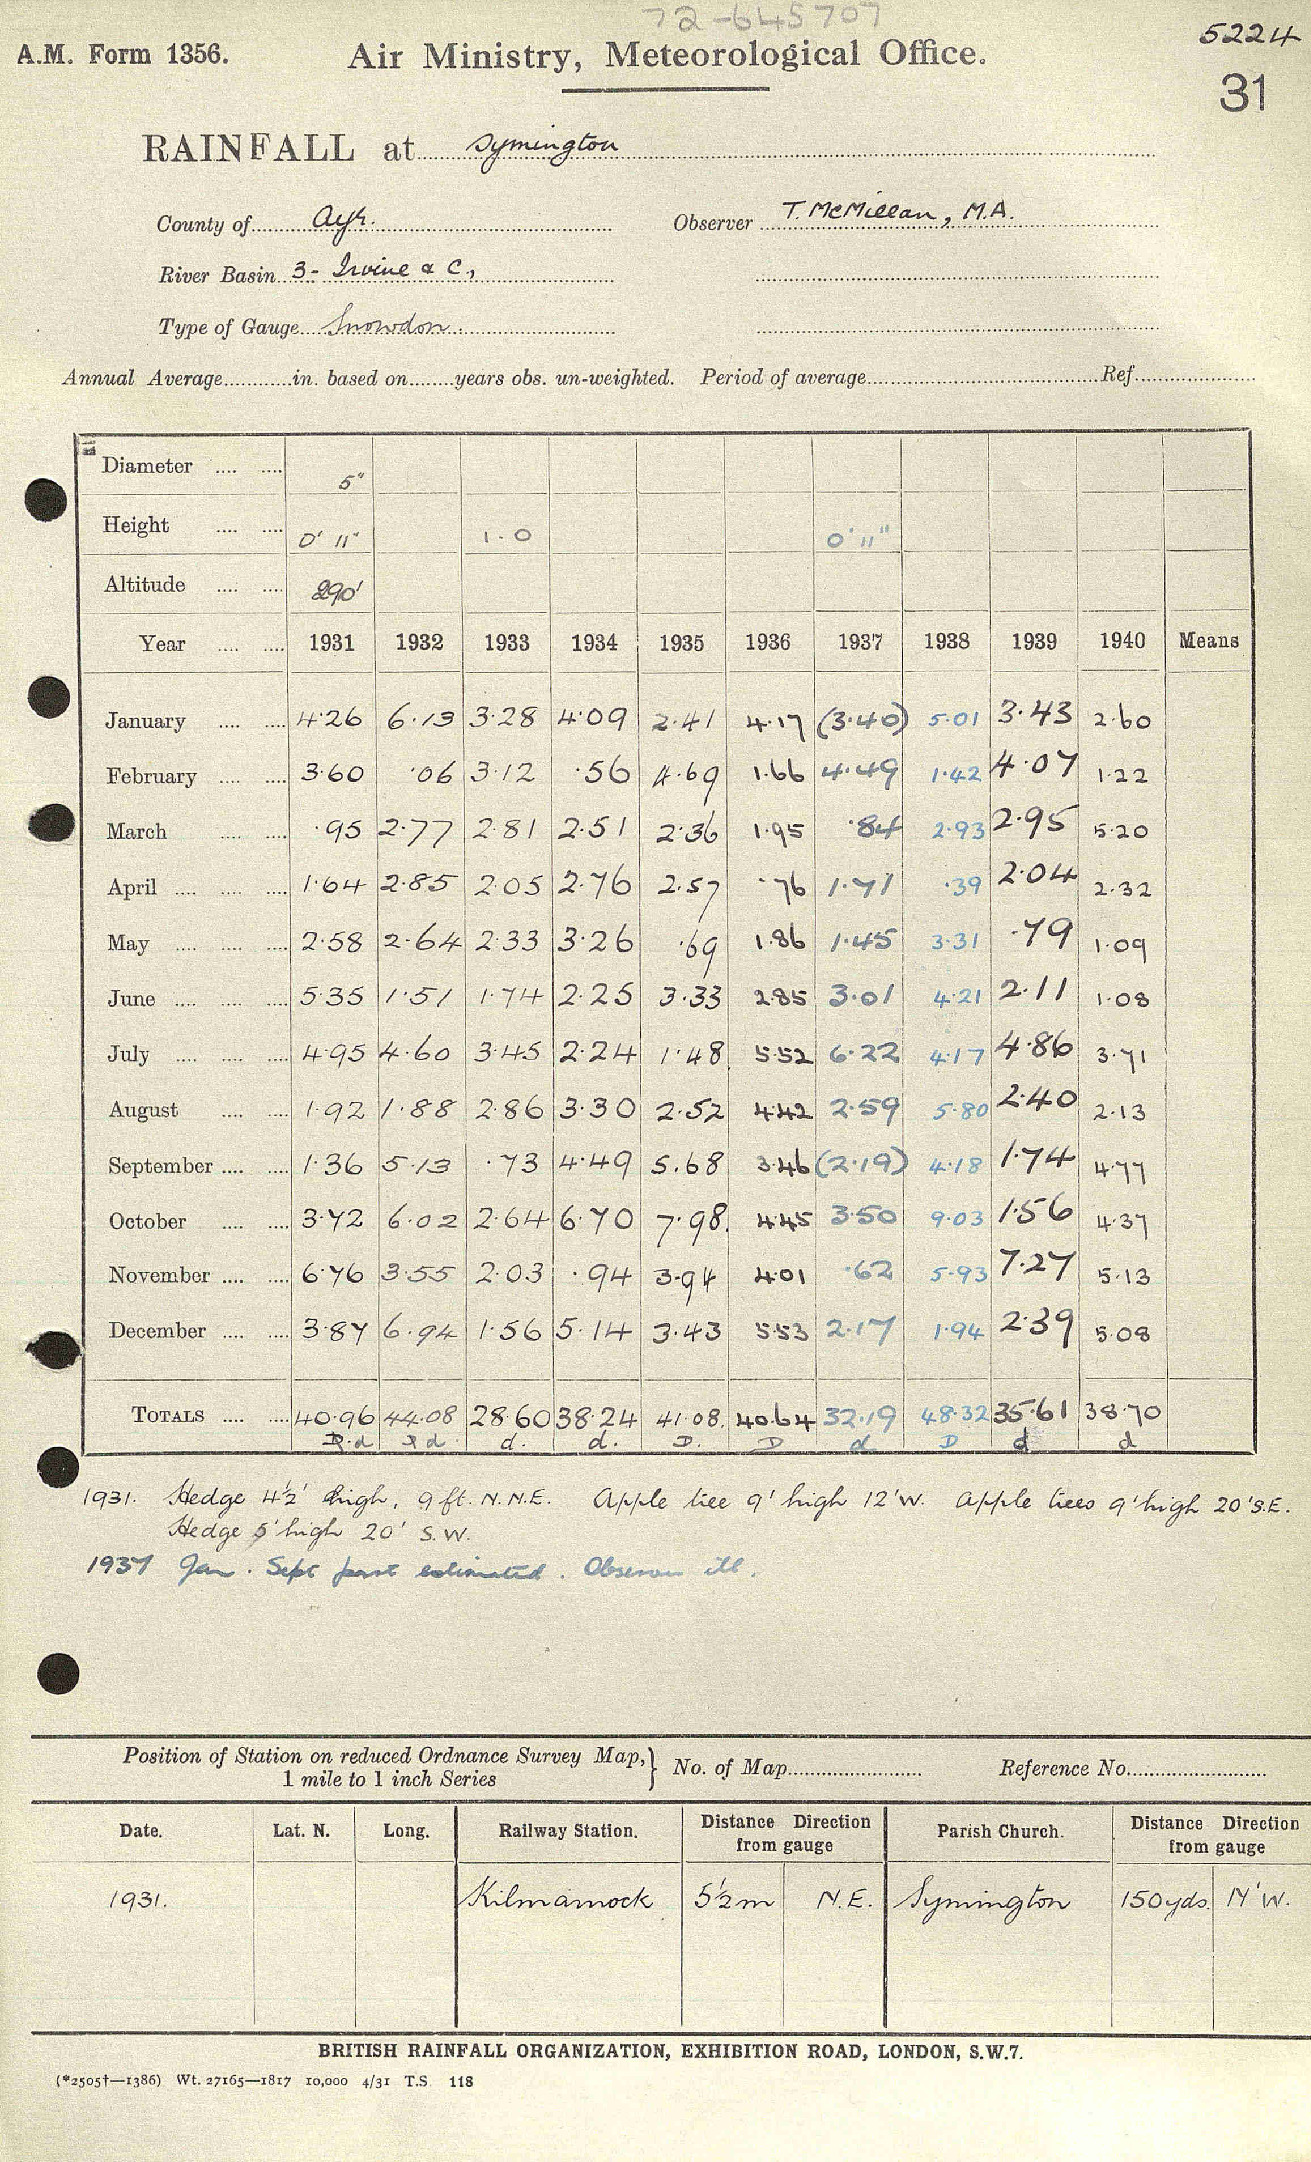 72-645707
5224
A.M. Form 1356. Air Ministry, Meteorological Office.
31
RAINFALL at Symington
County of Ayr. Observer T. McMillan, M.A.
River Basin 3- Irvine & C.,
Type of Gauge Snowdon
Annual Average in. based on years obs. un-weighted. Period of average Ref
Diameter 5"
Height 0' 11" 1.0 0' 11"
Altitude 290'
Year 1931 1932 1933 1934 1935 1936 1937 1938 1939 1940 Means
January 4.26 6.13 3.28 4.09 2.41 4.17 (3.40) 5.01 3.43 2.60
February 3.60 .06 3.12 .56 4.69 1.66 4.49 1.42 4.07 1.22
March .95 2.77 2.81 2.51 2.36 1.95 .84 2.93 2.95 5.20
April 1.64 2.85 2.05 2.76 2.57 .76 1.71 .39 2.04 2.32
May 2.58 2.64 2.33 3.26 .69 1.86 1.45 3.31 .79 1.09
June 5.35 1.51 1.74 2.25 3.33 2.85 3.01 4.21 2.11 1.08
July 4.95 4.60 3.45 2.24 1.48 5.52 6.22 4.17 4.86 3.71
August 1.92 1.88 2.86 3.30 2.52 4.42 2.59 5.80 2.40 2.13
September 1.36 5.13 .73 4.49 5.68 3.46 (2.19) 4.18 1.74 4.77
October 3.72 6.02 2.64 6.70 7.98 4.45 3.50 9.03 1.56 4.37
November 6.76 3.55 2.03 .94 3.94 4.01 .62 5.93 7.27 5.13
December 3.87 6.94 1.56 5.14 3.43 5.53 2.17 1.94 2.39 5.08
TOTALS 40.96 44.08 28.60 38.24 41.08 40.64 32.19 48.32 35.61 38.70
d d d. d. D. D d D d d
1931. Hedge 4½' high, 9 ft. N.N.E. Apple tree 9' high 12' W. Apple trees 9' high 20' S.E.
Hedge 5' high 20' S.W.
1937 Jan. Sept part estimated. Observer ill.
Position of Station on reduced Ordnance Survey Map, 1 mile to 1 inch Series } No. of Map Reference No.
Date. Lat. N. Long. Railway Station. Distance Direction from gauge Parish Church. Distance Direction from gauge
1931. Kilmarnock 5½ m N.E. Symington 150 yds. N'W.
BRITISH RAINFALL ORGANIZATION, EXHIBITION ROAD, LONDON, S.W.7.
(*2505†—1386) Wt. 27165—1817 10,000 4/31 T.S. 118